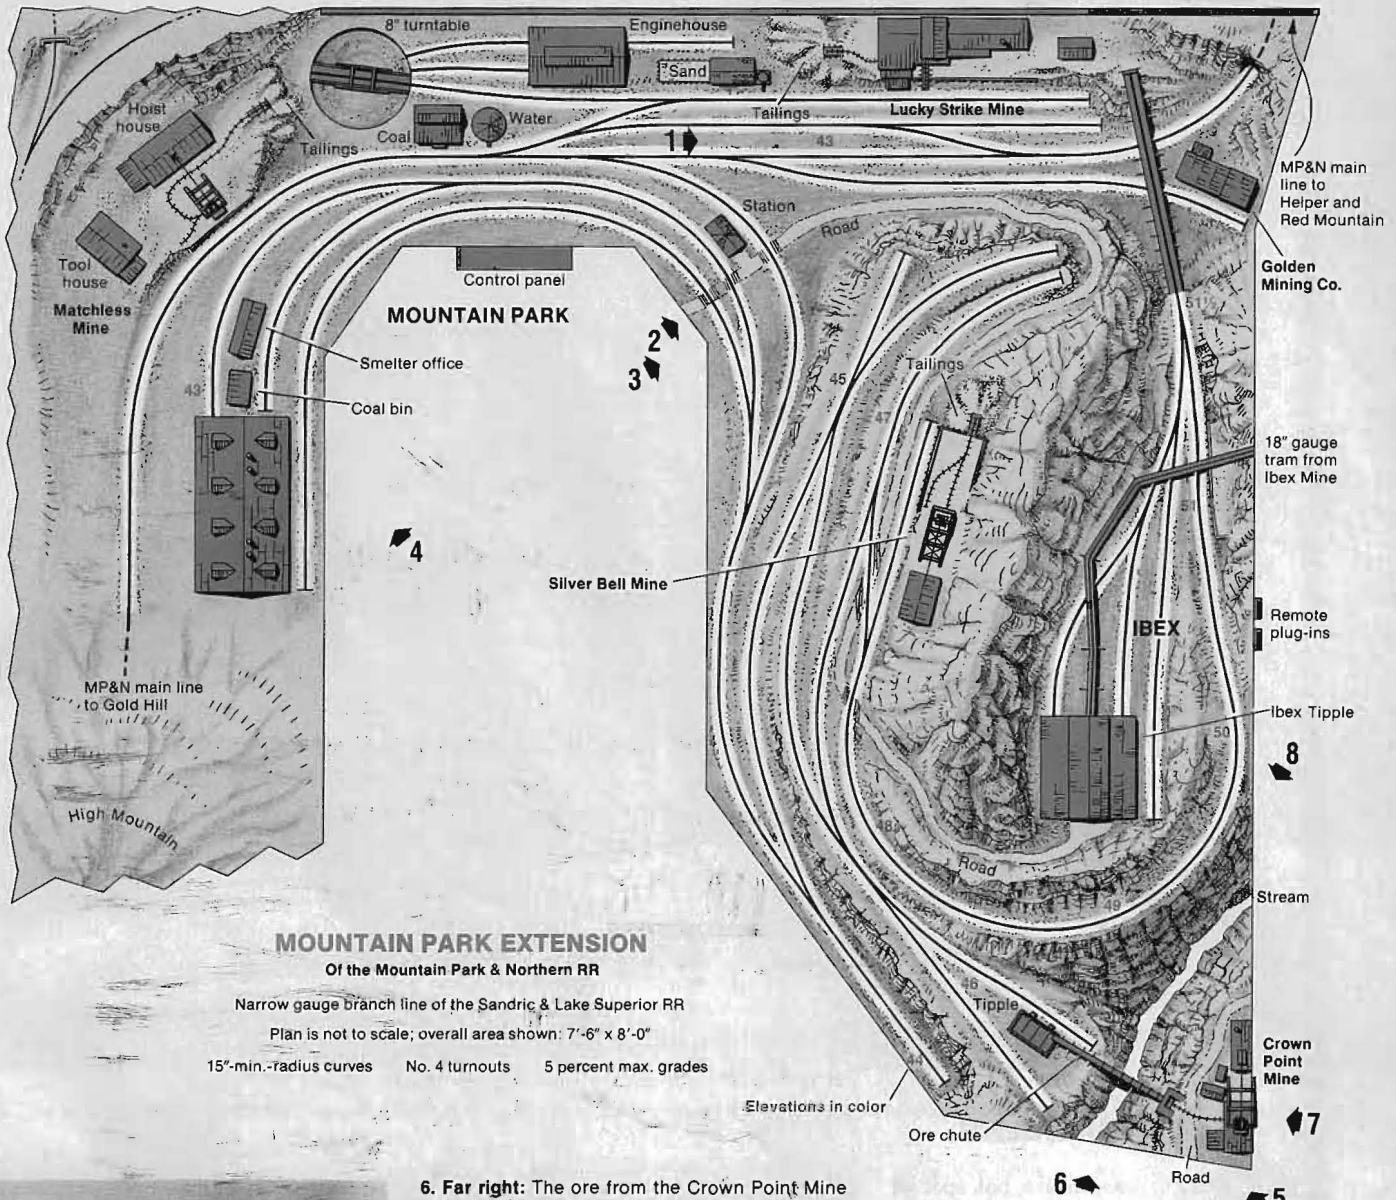 8" turntable
Enginehouse
Sand
Hoist
house
Tailings
Coal
Water
Tailings
Lucky Strike Mine
1
43
MP&N main
line to
Helper and
Red Mountain
Station
Road
Tool
house
Matchless
Mine
Control panel
MOUNTAIN PARK
Golden
Mining Co.
51½
2
3
Smelter office
43
Coal bin
45
Tailings
47
18" gauge
tram from
Ibex Mine
4
Silver Bell Mine
IBEX
Remote
plug-ins
MP&N main line
to Gold Hill
Ibex Tipple
50
8
High Mountain
Road
49
Stream
MOUNTAIN PARK EXTENSION
Of the Mountain Park & Northern RR
Narrow gauge branch line of the Sandric & Lake Superior RR
Plan is not to scale; overall area shown: 7'-6" x 8'-0"
15"-min.-radius curves No. 4 turnouts 5 percent max. grades
46
Tipple
44
Crown
Point
Mine
Elevations in color
Ore chute
7
Road
6
5
6. Far right: The ore from the Crown Point Mine